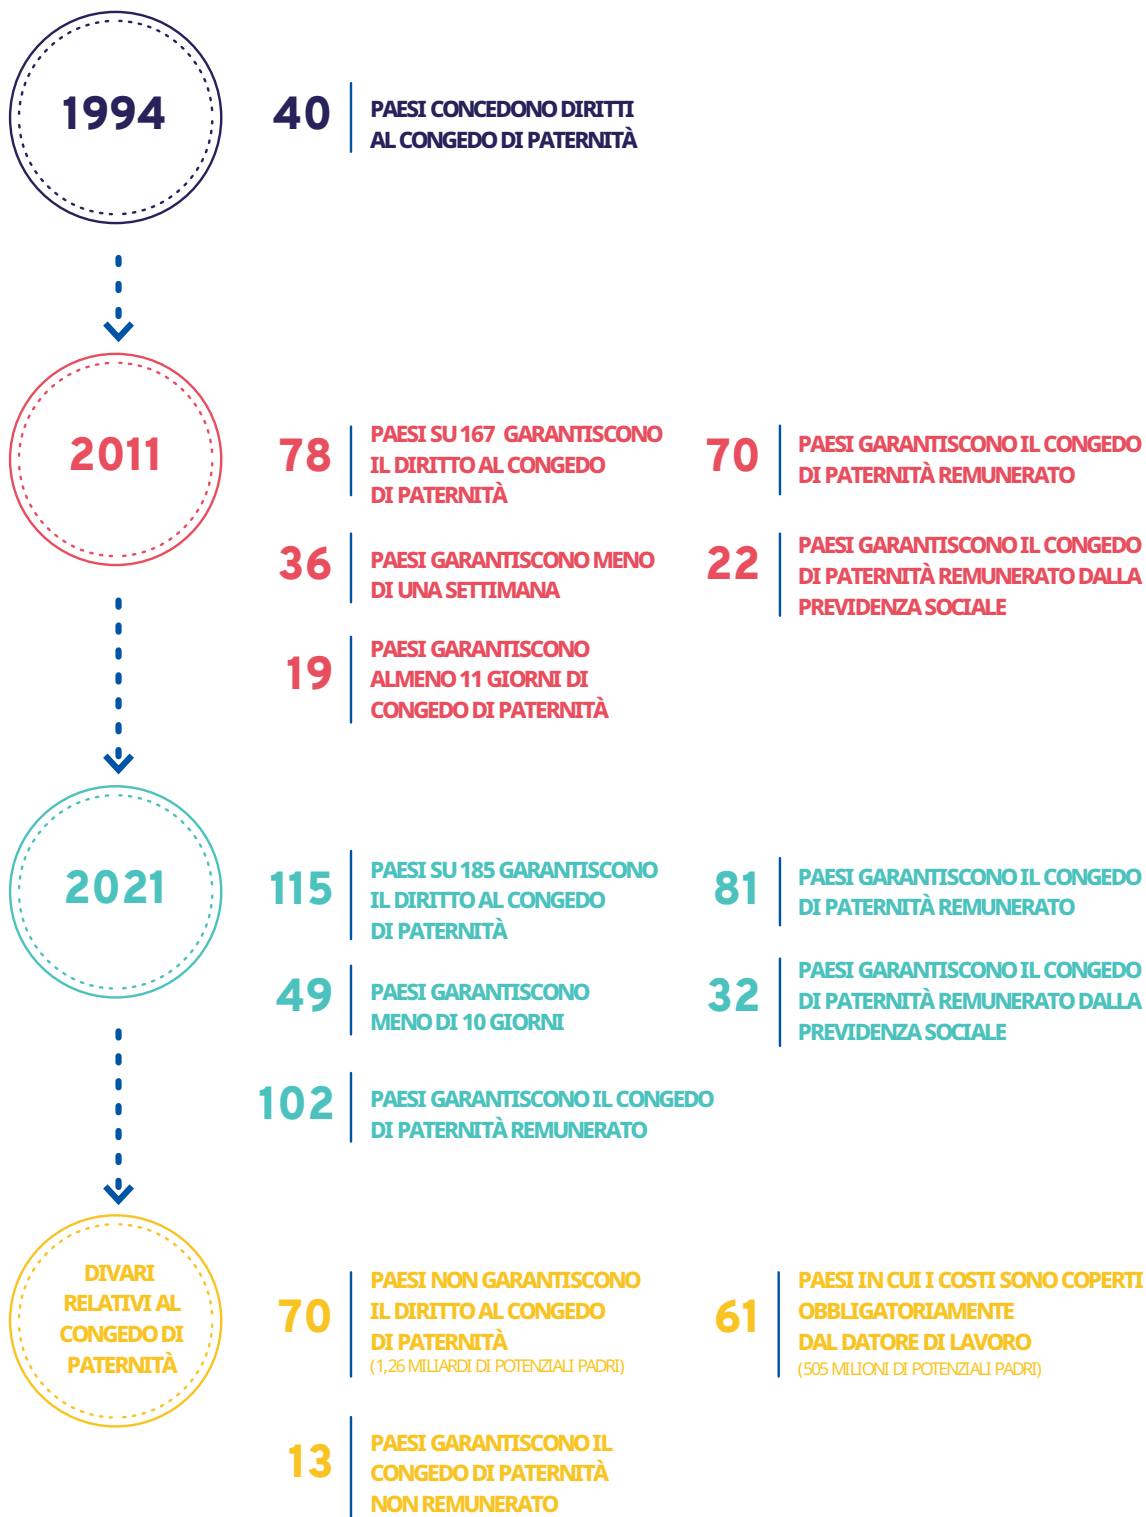 1994
40
PAESI CONCEDONO DIRITTI
AL CONGEDO DI PATERNITÀ
2011
78
PAESI SU 167 GARANTISCONO
IL DIRITTO AL CONGEDO
DI PATERNITÀ
70
PAESI GARANTISCONO IL CONGEDO
DI PATERNITÀ REMUNERATO
36
PAESI GARANTISCONO MENO
DI UNA SETTIMANA
22
PAESI GARANTISCONO IL CONGEDO
DI PATERNITÀ REMUNERATO DALLA
PREVIDENZA SOCIALE
19
PAESI GARANTISCONO
ALMENO 11 GIORNI DI
CONGEDO DI PATERNITÀ
2021
115
PAESI SU 185 GARANTISCONO
IL DIRITTO AL CONGEDO
DI PATERNITÀ
81
PAESI GARANTISCONO IL CONGEDO
DI PATERNITÀ REMUNERATO
49
PAESI GARANTISCONO
MENO DI 10 GIORNI
32
PAESI GARANTISCONO IL CONGEDO
DI PATERNITÀ REMUNERATO DALLA
PREVIDENZA SOCIALE
102
PAESI GARANTISCONO IL CONGEDO
DI PATERNITÀ REMUNERATO
DIVARI
RELATIVI AL
CONGEDO DI
PATERNITÀ
70
PAESI NON GARANTISCONO
IL DIRITTO AL CONGEDO
DI PATERNITÀ
(1,26 MILIARDI DI POTENZIALI PADRI)
61
PAESI IN CUI I COSTI SONO COPERTI
OBBLIGATORIAMENTE
DAL DATORE DI LAVORO
(505 MILIONI DI POTENZIALI PADRI)
13
PAESI GARANTISCONO IL
CONGEDO DI PATERNITÀ
NON REMUNERATO